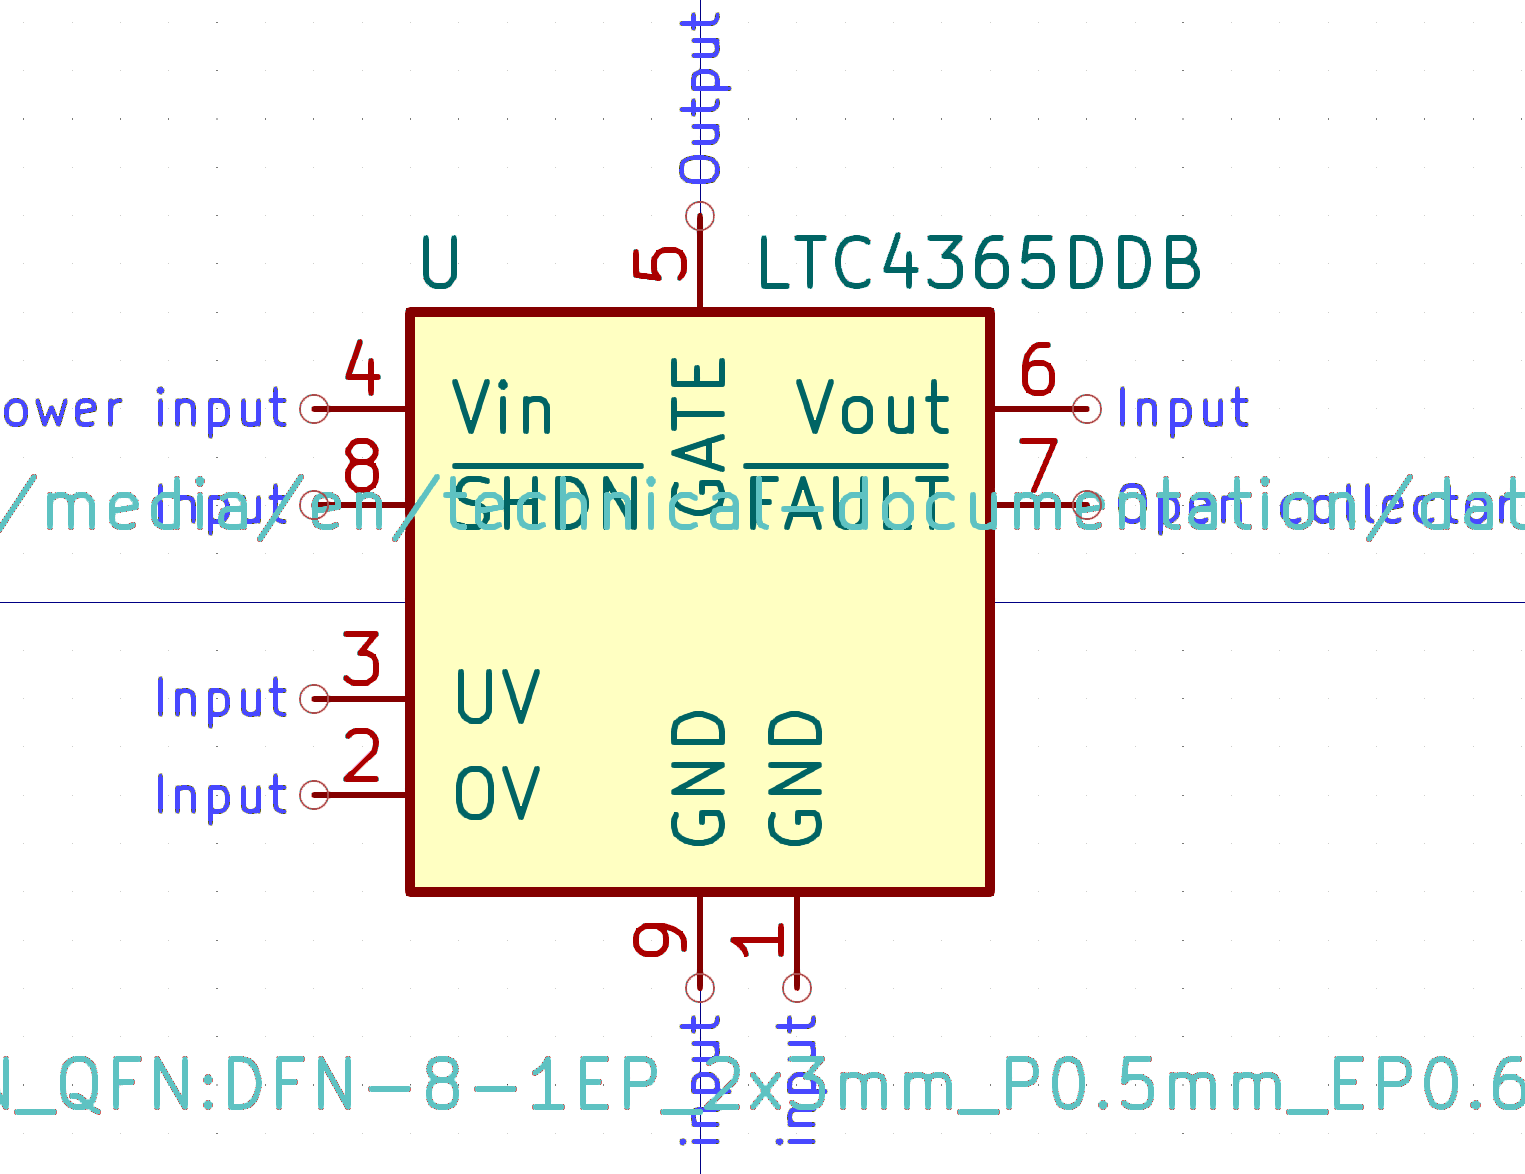 Output
U
5
LTC4365DDB
4
6
ower input
Vin
GATE
Vout
Input
8
7
Input
SHDN
FAULT
Open collector
/media/en/technical-documentation/dat
3
Input
UV
2
Input
OV
GND
GND
9
1
input
input
N_QFN:DFN-8-1EP_2x3mm_P0.5mm_EP0.6